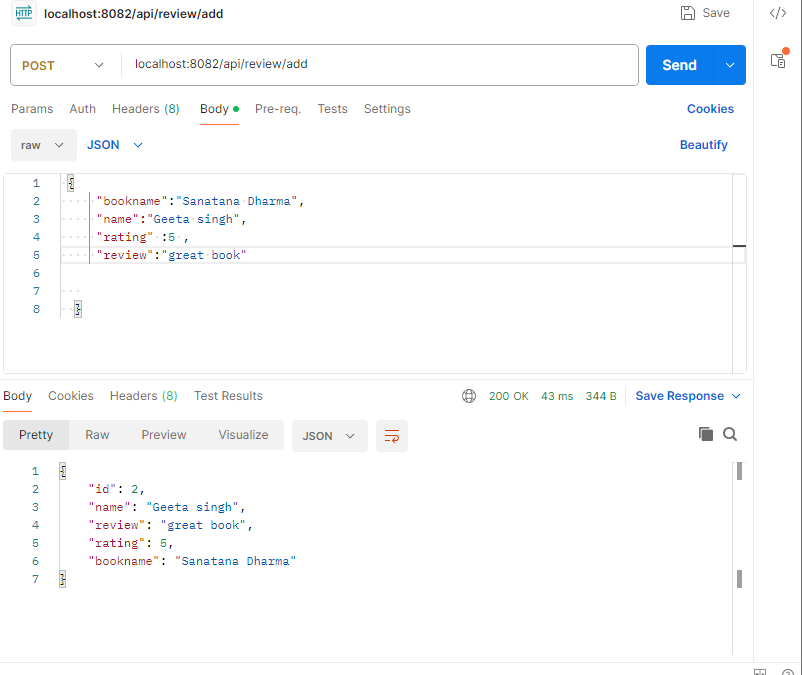 HTTP localhost:8082/api/review/add Save </>
POST localhost:8082/api/review/add Send
Params Auth Headers (8) Body Pre-req. Tests Settings Cookies
raw JSON Beautify
1 {
2 "bookname":"Sanatana Dharma",
3 "name":"Geeta singh",
4 "rating" :5 ,
5 "review":"great book"
6
7
8 }
Body Cookies Headers (8) Test Results 200 OK 43 ms 344 B Save Response
Pretty Raw Preview Visualize JSON
1 {
2 "id": 2,
3 "name": "Geeta singh",
4 "review": "great book",
5 "rating": 5,
6 "bookname": "Sanatana Dharma"
7 }